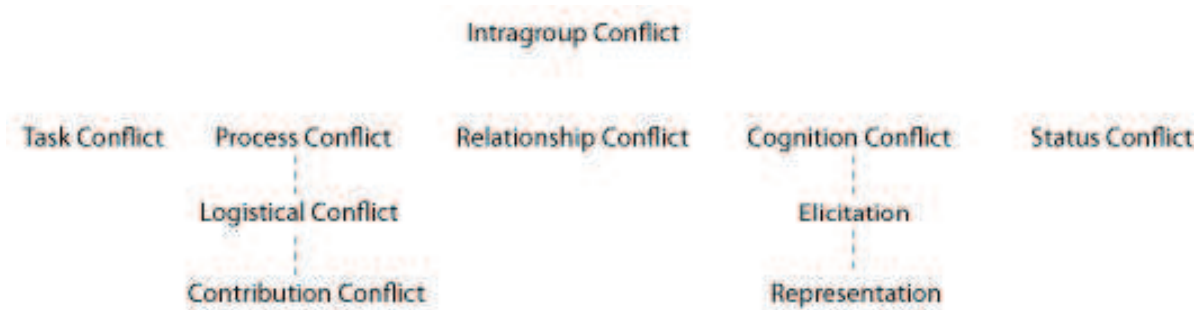 Intragroup Conflict
Task Conflict Process Conflict Relationship Conflict Cognition Conflict Status Conflict
Logistical Conflict Elicitation
Contribution Conflict Representation